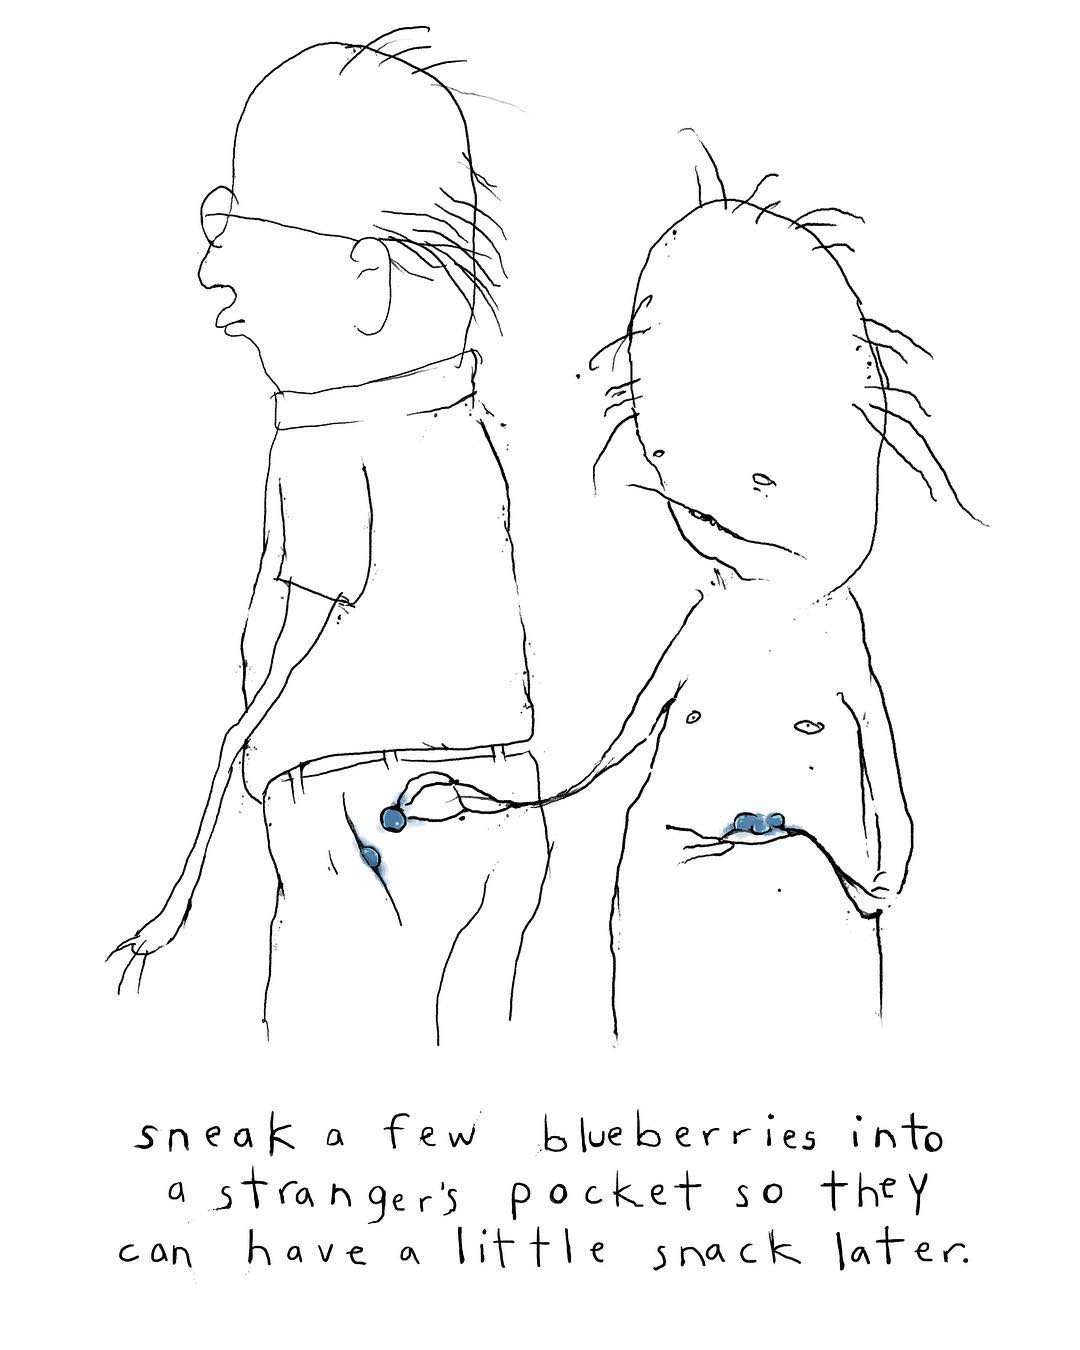 sneak a few blueberries into
a stranger's pocket so they
can have a little snack later.